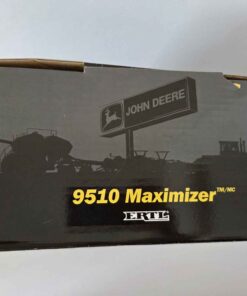 JOHN DEERE
9510 Maximizer™/MC
ERTL